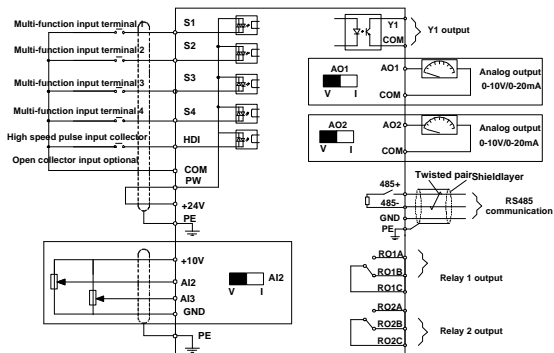 Multi-function input terminal 1
S1
Multi-function input terminal 2
S2
Multi-function input terminal 3
S3
Multi-function input terminal 4
S4
High speed pulse input collector
HDI
Open collector input optional
COM
PW
+24V
PE
+10V
AI2
AI3
GND
AI2
V I
PE
Y1
COM
Y1 output
AO1
V I
AO1
COM
Analog output
0-10V/0-20mA
AO2
V I
AO2
COM
Analog output
0-10V/0-20mA
Twisted pair Shieldlayer
485+
485-
GND
PE
RS485
communication
RO1A
RO1B
RO1C
Relay 1 output
RO2A
RO2B
RO2C
Relay 2 output